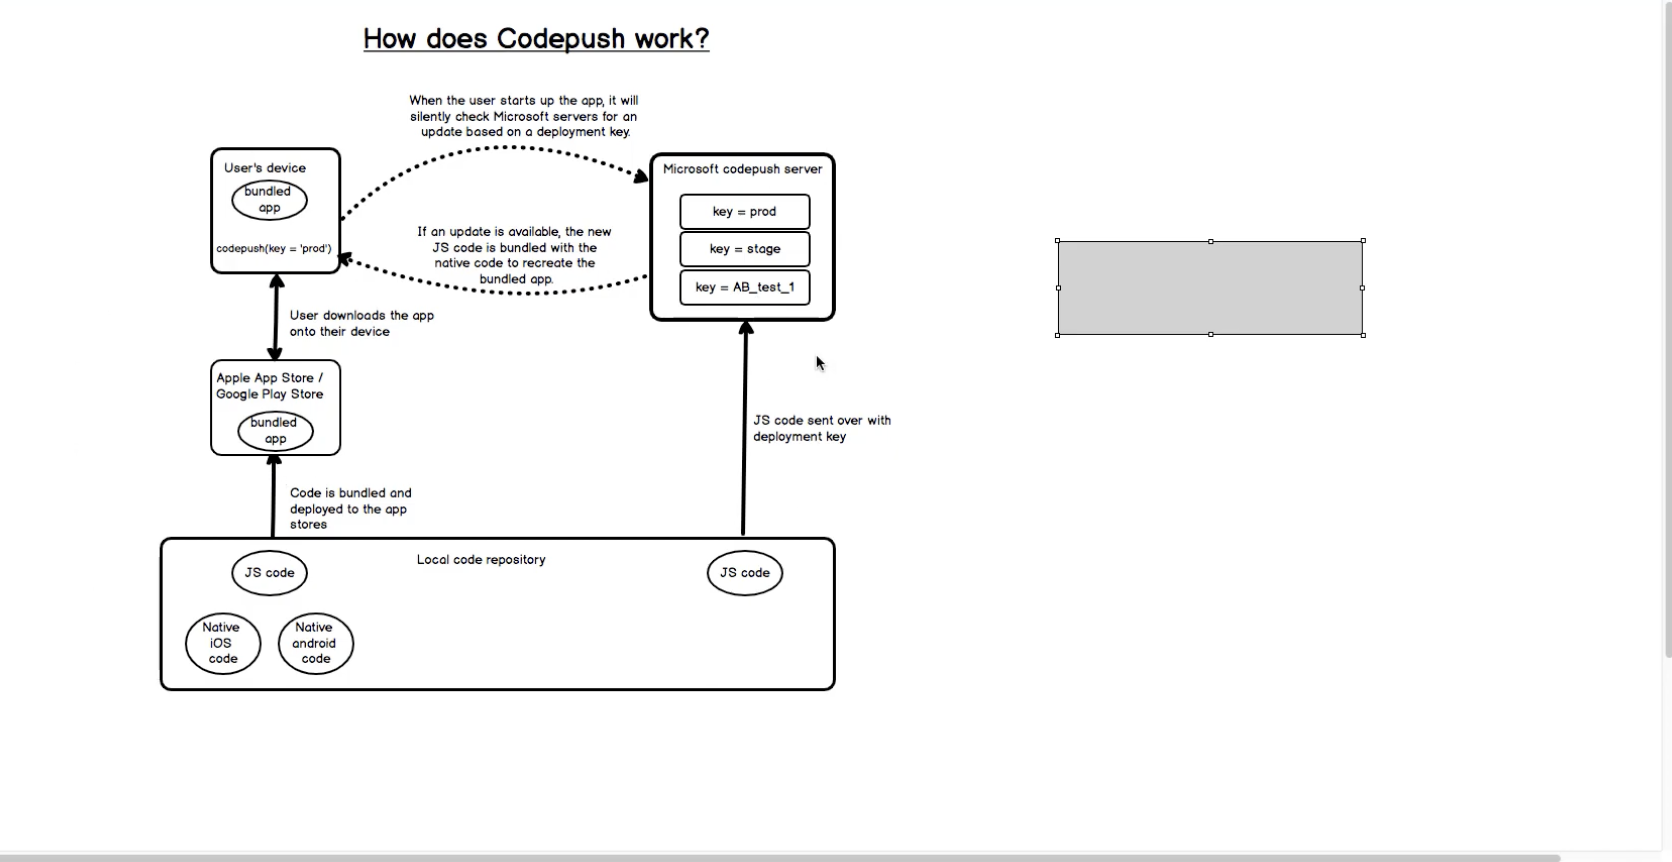 How does Codepush work?
When the user starts up the app, it will
silently check Microsoft servers for an
update based on a deployment key.
User's device
bundled
app
codepush(key = 'prod')
Microsoft codepush server
key = prod
key = stage
key = AB_test_1
If an update is available, the new
JS code is bundled with the
native code to recreate the
bundled app.
User downloads the app
onto their device
Apple App Store /
Google Play Store
bundled
app
JS code sent over with
deployment key
Code is bundled and
deployed to the app
stores
Local code repository
JS code
JS code
Native
iOS
code
Native
android
code